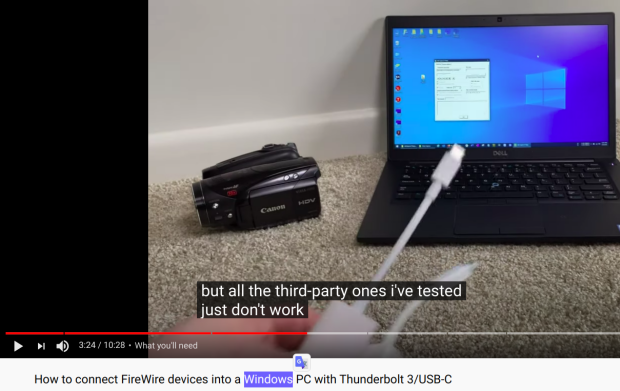 DELL
Canon
HDV
but all the third-party ones i've tested
just don't work
3:24 / 10:28 • What you'll need
How to connect FireWire devices into a Windows PC with Thunderbolt 3/USB-C